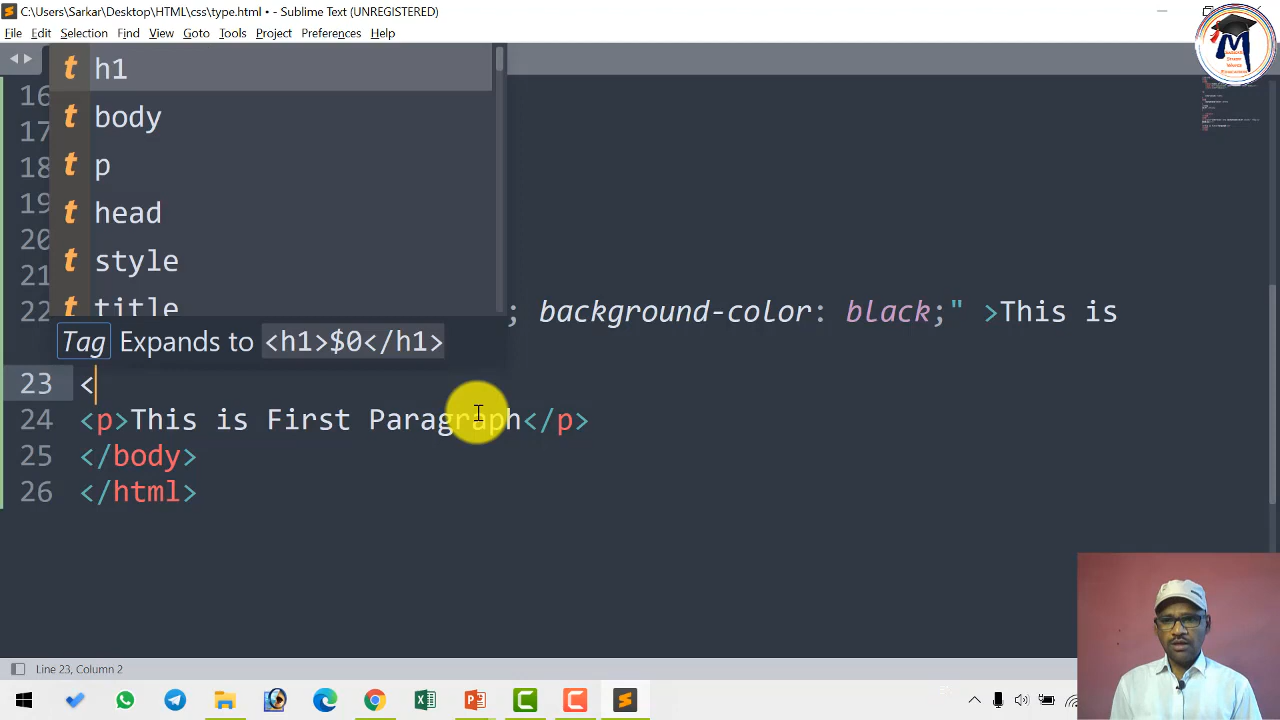 C:\Users\Sarkar\Desktop\HTML\css\type.html • - Sublime Text (UNREGISTERED)
File Edit Selection Find View Goto Tools Project Preferences Help
t h1
16
t body
17
t p
18
t head
19
20
t style
21
t title
22 ; background-color: black;" >This is
Tag Expands to <h1>$0</h1>
23 <
24 <p>This is First Paragraph</p>
25 </body>
26 </html>
Line 23, Column 2